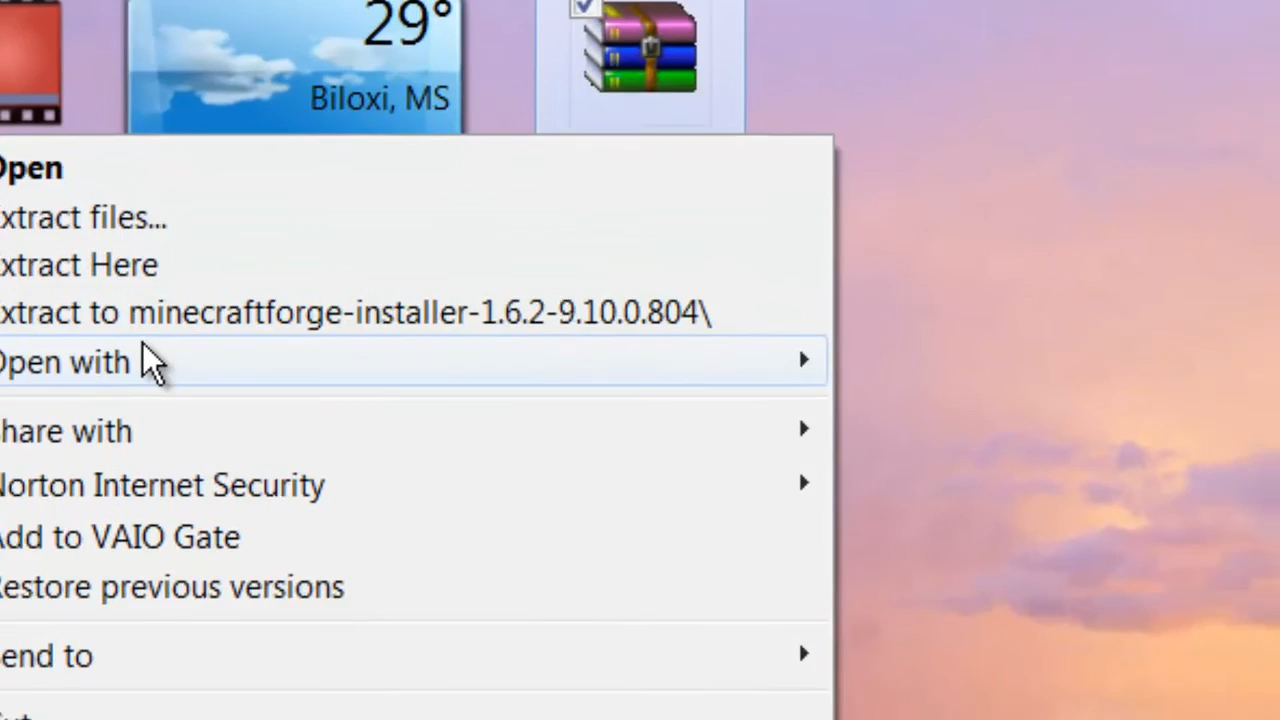 29°
Biloxi, MS
Open
xtract files...
xtract Here
xtract to minecraftforge-installer-1.6.2-9.10.0.804\
Open with
hare with
Norton Internet Security
Add to VAIO Gate
Restore previous versions
end to